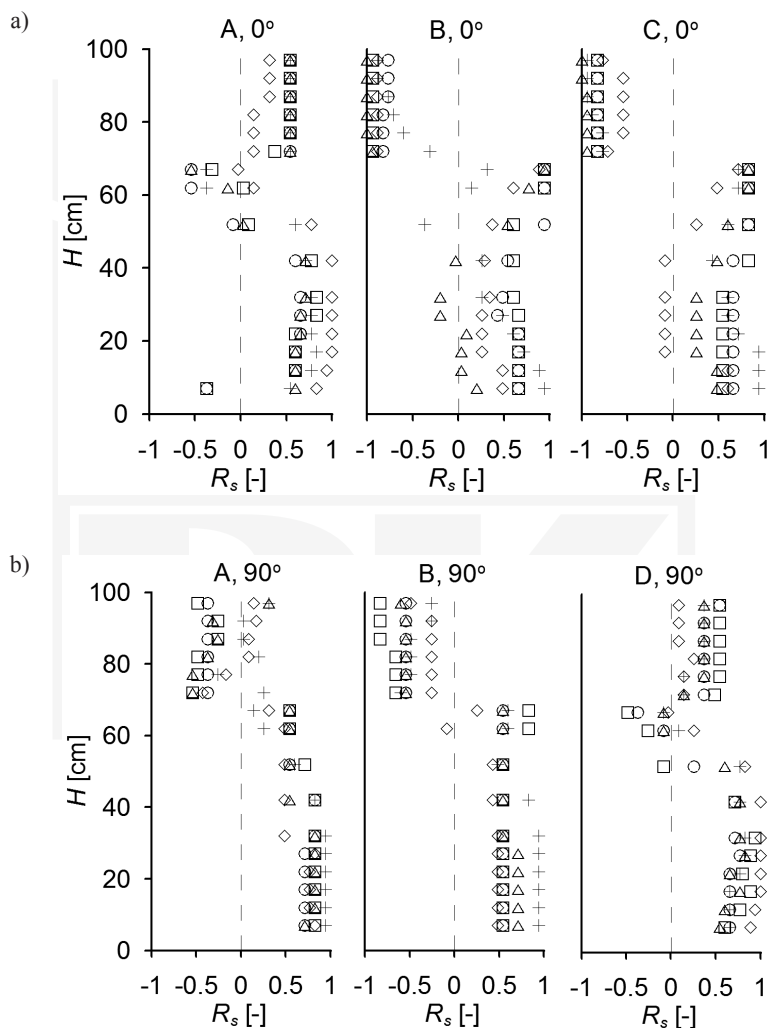 a)
A, 0° B, 0° C, 0°
100
80
60
40
20
0
H [cm]
-1 -0.5 0 0.5 1 -1 -0.5 0 0.5 1 -1 -0.5 0 0.5 1
Rs [-] Rs [-] Rs [-]
b)
A, 90° B, 90° D, 90°
100
80
60
40
20
0
H [cm]
-1 -0.5 0 0.5 1 -1 -0.5 0 0.5 1 -1 -0.5 0 0.5 1
Rs [-] Rs [-] Rs [-]